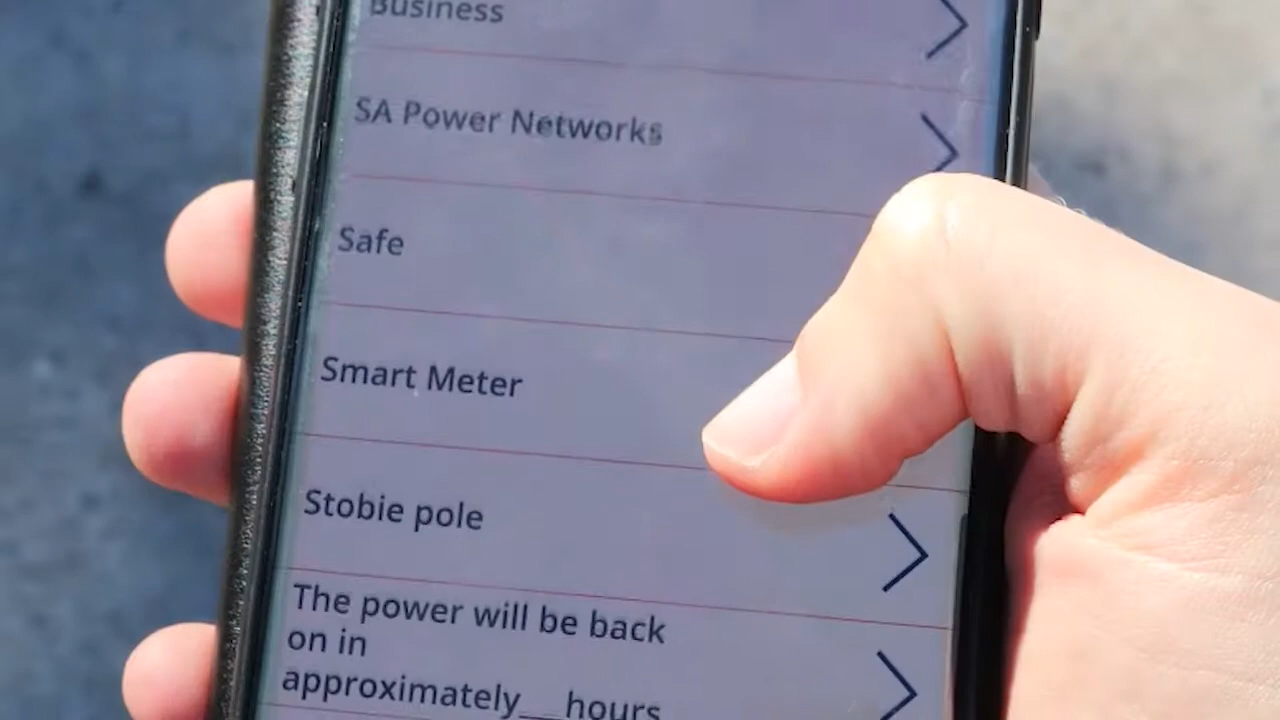 Business
SA Power Networks
Safe
Smart Meter
Stobie pole
The power will be back
on in
approximately__hours